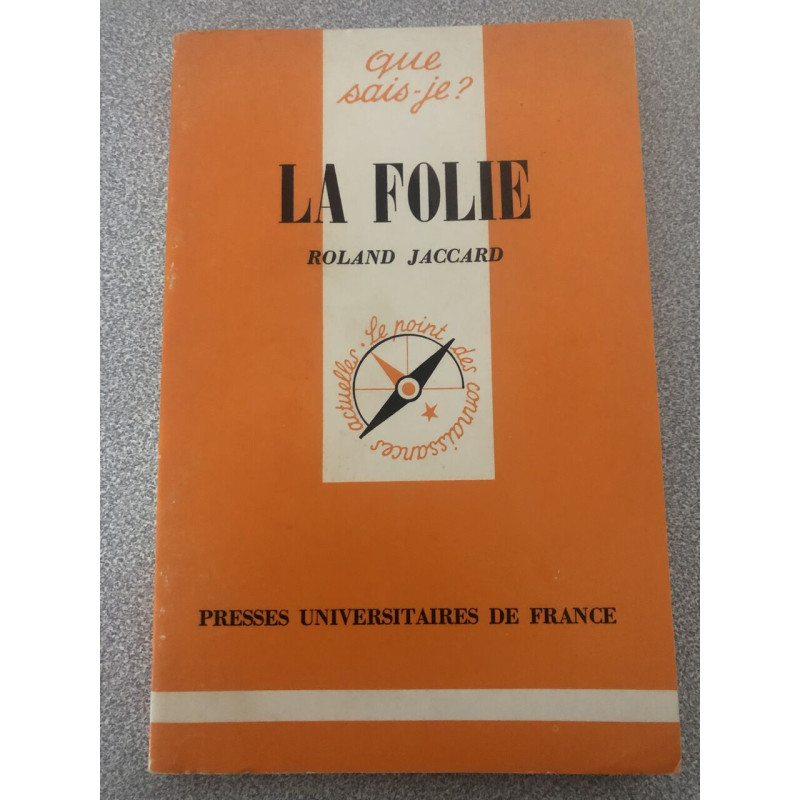 que
sais-je?
LA FOLIE
ROLAND JACCARD
Le point des connaissances actuelles.
PRESSES UNIVERSITAIRES DE FRANCE